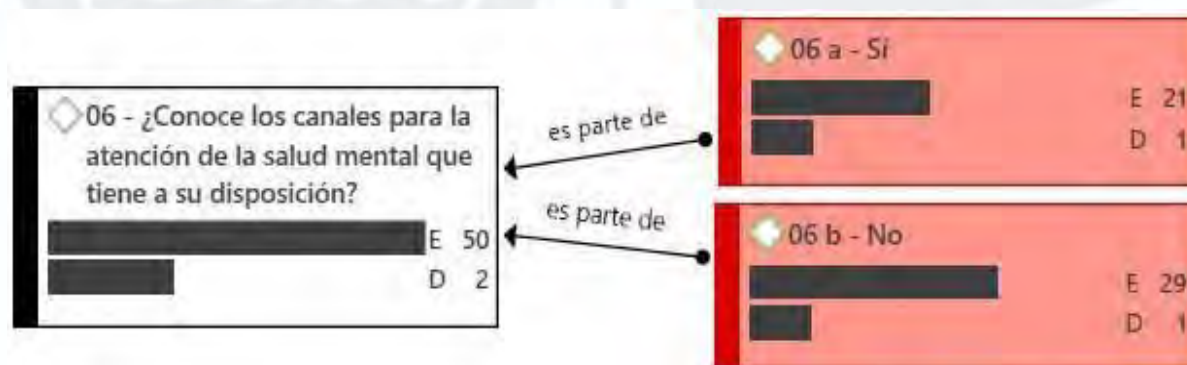 06 - ¿Conoce los canales para la
atención de la salud mental que
tiene a su disposición?
E 50
D 2
es parte de
es parte de
06 a - Sí
E 21
D 1
06 b - No
E 29
D 1